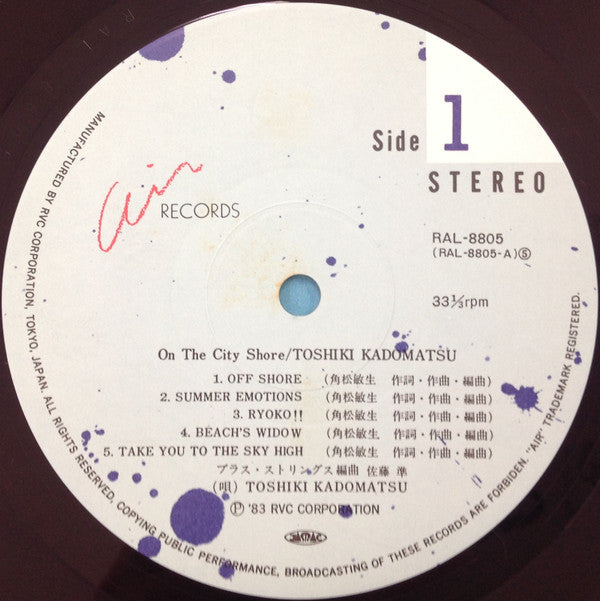 Side 1
STEREO
Air RECORDS
RAL-8805
(RAL-8805-A)⑤
33⅓rpm
On The City Shore/TOSHIKI KADOMATSU
1. OFF SHORE (角松敏生 作詞・作曲・編曲)
2. SUMMER EMOTIONS (角松敏生 作詞・作曲・編曲)
3. RYOKO!! (角松敏生 作詞・作曲・編曲)
4. BEACH'S WIDOW (角松敏生 作詞・作曲・編曲)
5. TAKE YOU TO THE SKY HIGH (角松敏生 作詞・作曲・編曲)
ブラス・ストリングス編曲 佐藤 準
(唄) TOSHIKI KADOMATSU
Ⓟ '83 RVC CORPORATION
JASRAC
MANUFACTURED BY RVC CORPORATION, TOKYO, JAPAN. ALL RIGHTS RESERVED, COPYING PUBLIC PERFORMANCE, BROADCASTING OF THESE RECORDS ARE FORBIDDEN. "AIR" TRADEMARK REGISTERED.